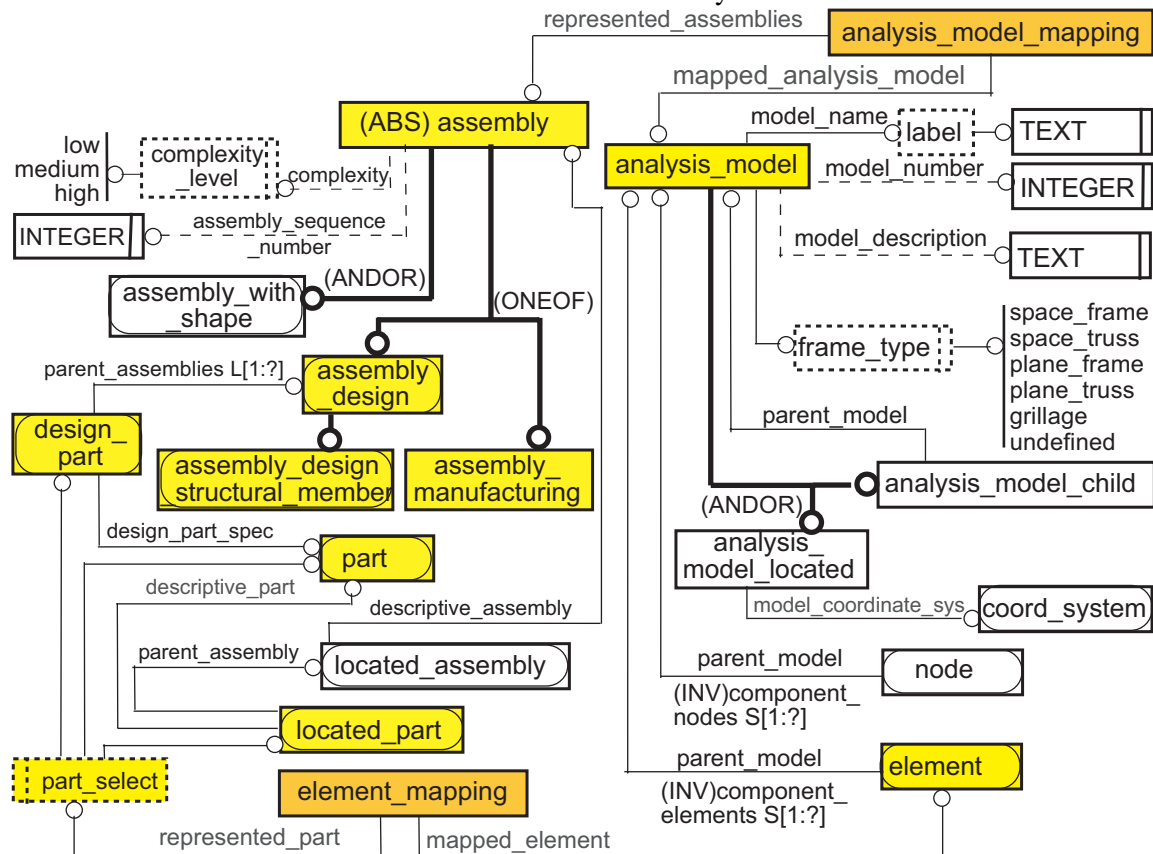 represented_assemblies
analysis_model_mapping
mapped_analysis_model
(ABS) assembly
model_name
label
TEXT
low
medium
high
complexity
_level
complexity
analysis_model
model_number
INTEGER
INTEGER
assembly_sequence
_number
model_description
TEXT
(ANDOR)
assembly_with
_shape
(ONEOF)
frame_type
space_frame
space_truss
plane_frame
plane_truss
grillage
undefined
parent_assemblies L[1:?]
assembly
_design
design_
part
parent_model
assembly_design
_structural_member
assembly_
manufacturing
analysis_model_child
(ANDOR)
design_part_spec
part
analysis_
model_located
descriptive_part
descriptive_assembly
model_coordinate_sys
coord_system
parent_assembly
located_assembly
parent_model
node
(INV)component_
nodes S[1:?]
located_part
part_select
element_mapping
parent_model
element
(INV)component_
elements S[1:?]
represented_part
mapped_element